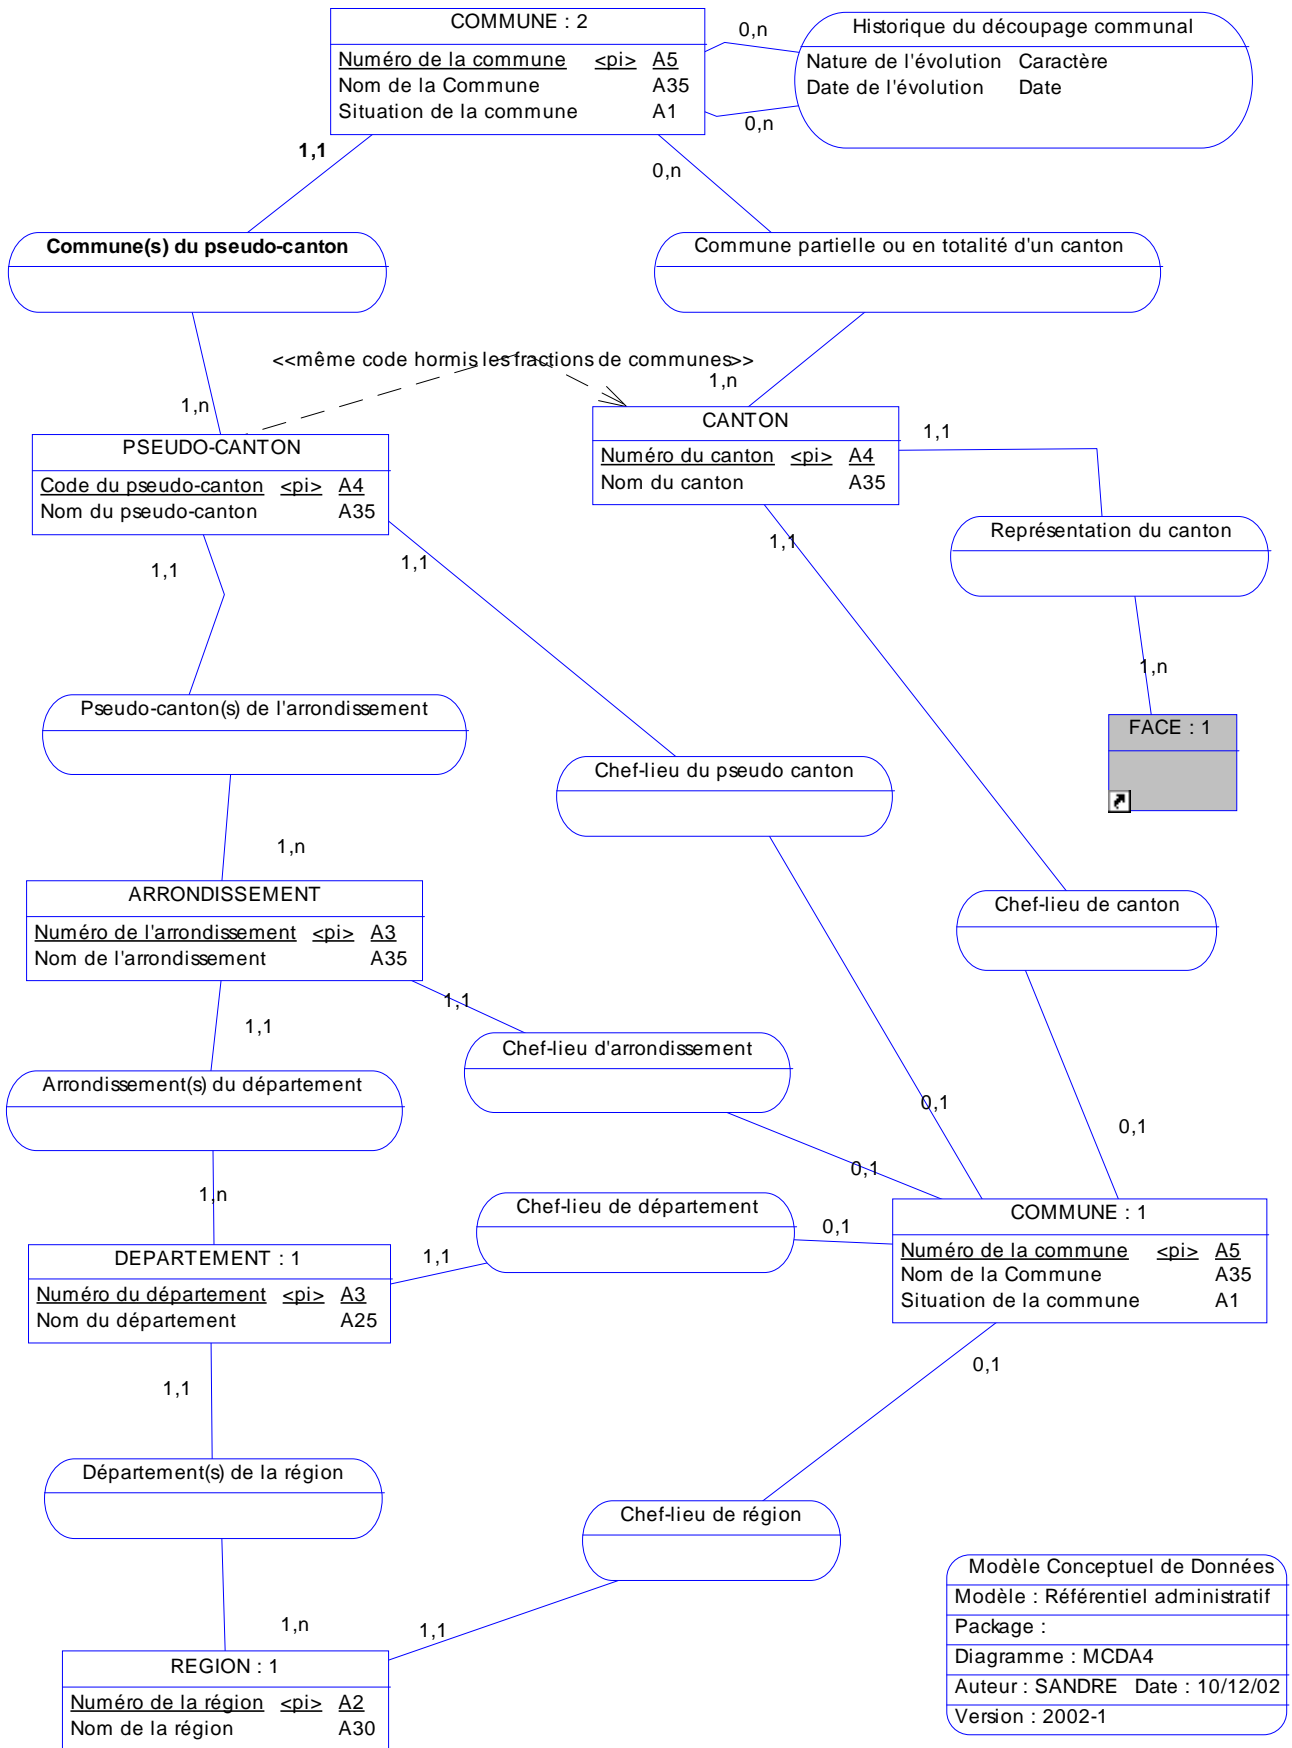 COMMUNE : 2
Numéro de la commune <pi> A5
Nom de la Commune A35
Situation de la commune A1
0,n
0,n
Historique du découpage communal
Nature de l'évolution Caractère
Date de l'évolution Date
1,1
0,n
Commune(s) du pseudo-canton
Commune partielle ou en totalité d'un canton
<<même code hormis les fractions de communes>>
1,n
1,n
PSEUDO-CANTON
Code du pseudo-canton <pi> A4
Nom du pseudo-canton A35
CANTON
Numéro du canton <pi> A4
Nom du canton A35
1,1
Représentation du canton
1,1
1,1
1,1
1,n
FACE : 1
Pseudo-canton(s) de l'arrondissement
Chef-lieu du pseudo canton
1,n
ARRONDISSEMENT
Numéro de l'arrondissement <pi> A3
Nom de l'arrondissement A35
Chef-lieu de canton
1,1
1,1
Chef-lieu d'arrondissement
Arrondissement(s) du département
0,1
0,1
0,1
1,n
Chef-lieu de département
0,1
1,1
COMMUNE : 1
Numéro de la commune <pi> A5
Nom de la Commune A35
Situation de la commune A1
DEPARTEMENT : 1
Numéro du département <pi> A3
Nom du département A25
1,1
0,1
Département(s) de la région
Chef-lieu de région
1,n
1,1
REGION : 1
Numéro de la région <pi> A2
Nom de la région A30
Modèle Conceptuel de Données
Modèle : Référentiel administratif
Package :
Diagramme : MCDA4
Auteur : SANDRE Date : 10/12/02
Version : 2002-1